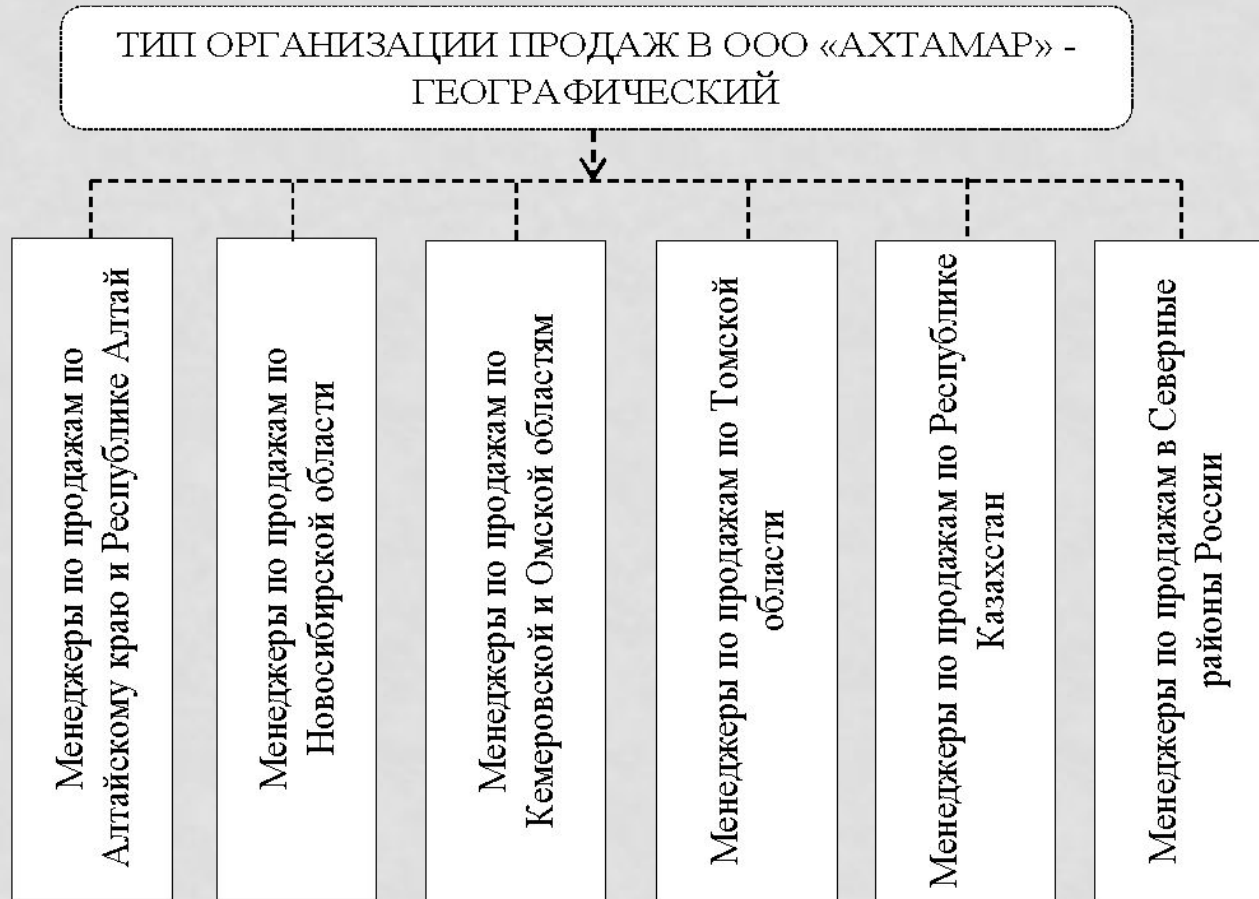 ТИП ОРГАНИЗАЦИИ ПРОДАЖ В ООО «АХТАМАР» -
ГЕОГРАФИЧЕСКИЙ
Менеджеры по продажам по
Алтайскому краю и Республике Алтай
Менеджеры по продажам по
Новосибирской области
Менеджеры по продажам по
Кемеровской и Омской областям
Менеджеры по продажам по Томской
области
Менеджеры по продажам по Республике
Казахстан
Менеджеры по продажам в Северные
районы России